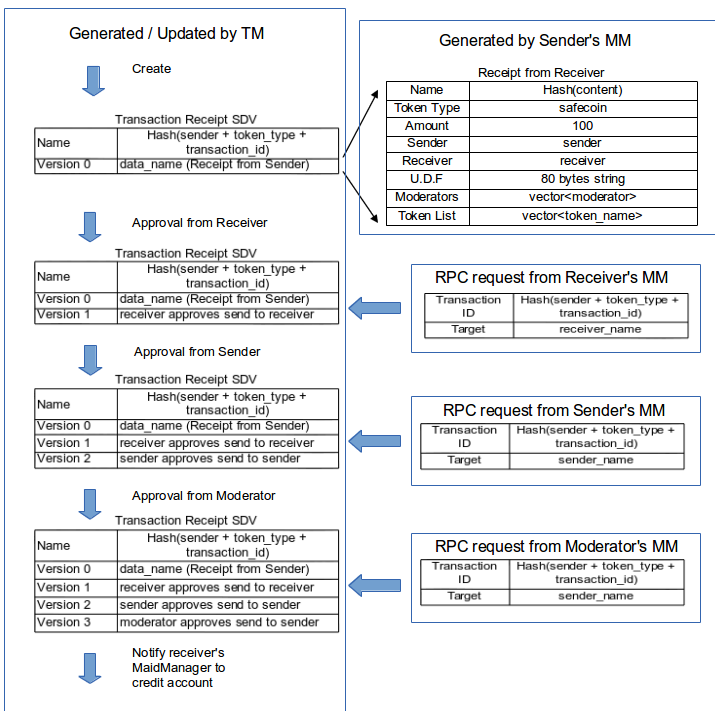 Generated / Updated by TM
Create
Transaction Receipt SDV
Name
Hash(sender + token_type +
transaction_id)
Version 0
data_name (Receipt from Sender)
Approval from Receiver
Transaction Receipt SDV
Name
Hash(sender + token_type +
transaction_id)
Version 0
data_name (Receipt from Sender)
Version 1
receiver approves send to receiver
Approval from Sender
Transaction Receipt SDV
Name
Hash(sender + token_type +
transaction_id)
Version 0
data_name (Receipt from Sender)
Version 1
receiver approves send to receiver
Version 2
sender approves send to sender
Approval from Moderator
Transaction Receipt SDV
Name
Hash(sender + token_type +
transaction_id)
Version 0
data_name (Receipt from Sender)
Version 1
receiver approves send to receiver
Version 2
sender approves send to sender
Version 3
moderator approves send to sender
Notify receiver's
MaidManager to
credit account
Generated by Sender's MM
Receipt from Receiver
Name
Hash(content)
Token Type
safecoin
Amount
100
Sender
sender
Receiver
receiver
U.D.F
80 bytes string
Moderators
vector<moderator>
Token List
vector<token_name>
RPC request from Receiver's MM
Transaction
ID
Hash(sender + token_type +
transaction_id)
Target
receiver_name
RPC request from Sender's MM
Transaction
ID
Hash(sender + token_type +
transaction_id)
Target
sender_name
RPC request from Moderator's MM
Transaction
ID
Hash(sender + token_type +
transaction_id)
Target
sender_name